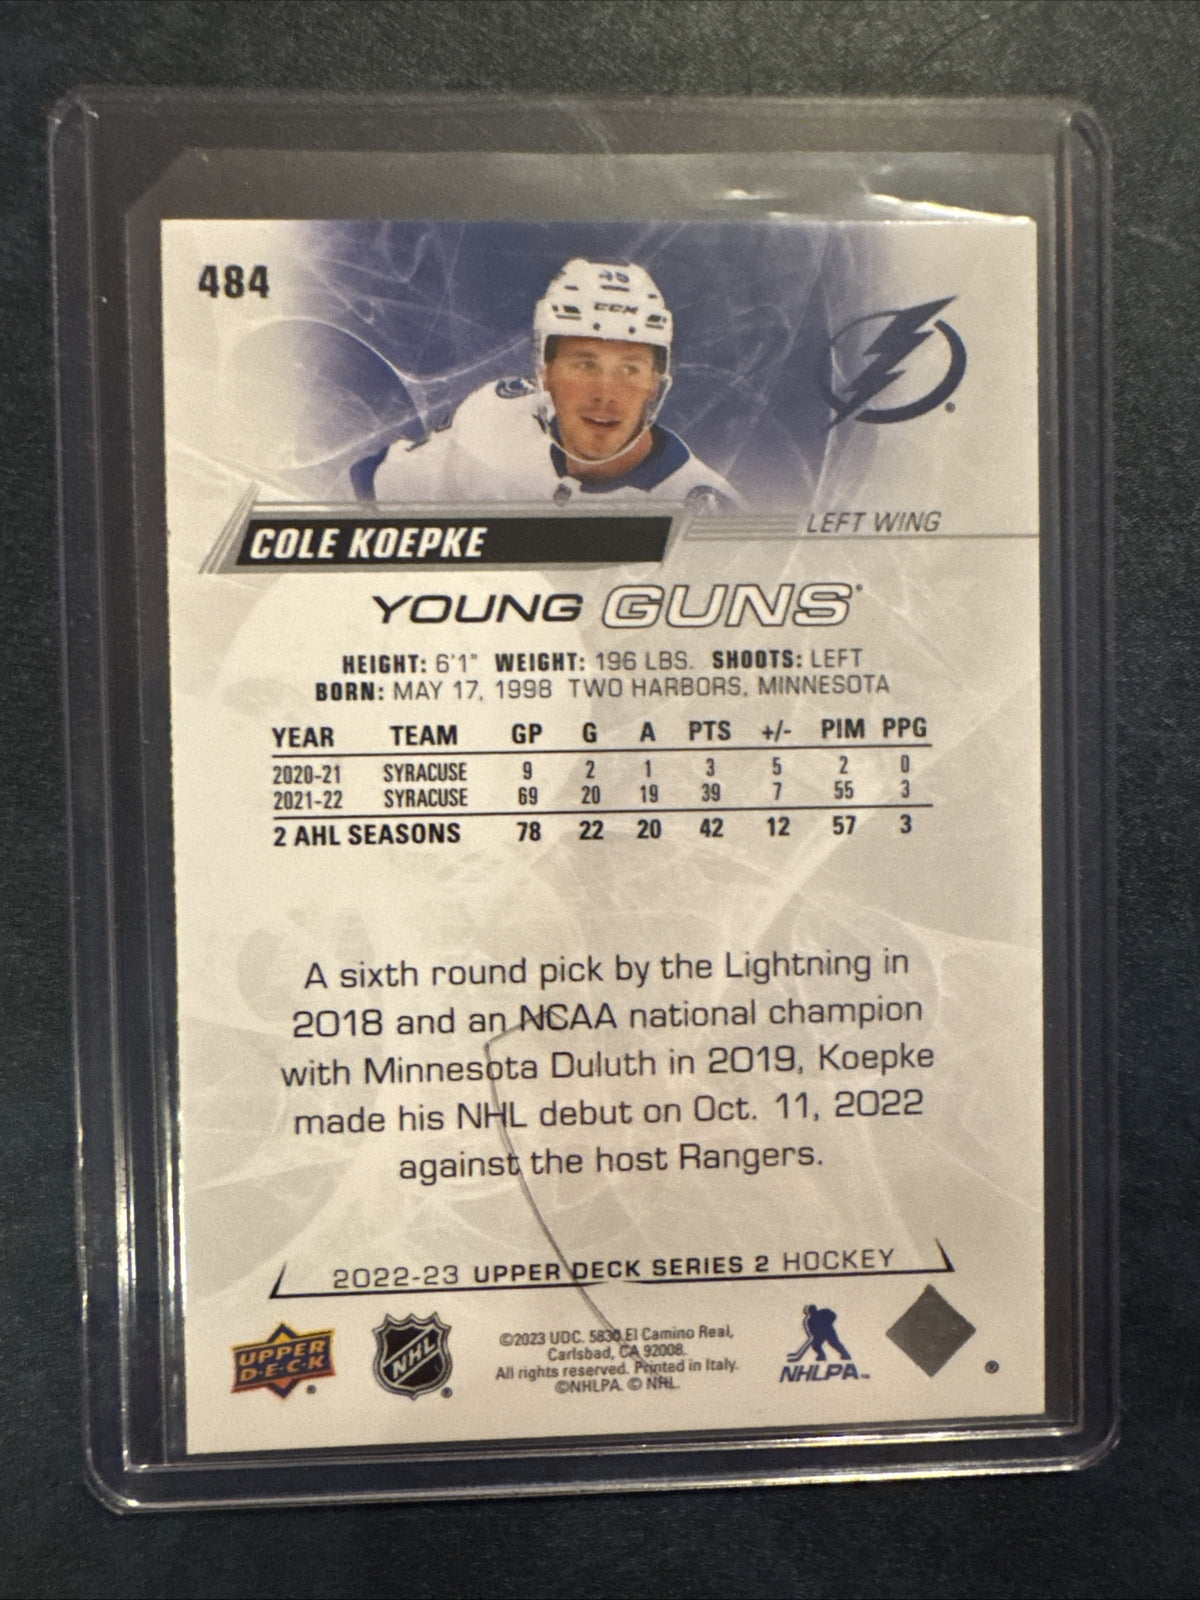 484
45
CCM
COLE KOEPKE
LEFT WING
YOUNG GUNS®
HEIGHT: 6'1" WEIGHT: 196 LBS. SHOOTS: LEFT
BORN: MAY 17, 1998 TWO HARBORS, MINNESOTA
YEAR TEAM GP G A PTS +/- PIM PPG
2020-21 SYRACUSE 9 2 1 3 5 2 0
2021-22 SYRACUSE 69 20 19 39 7 55 3
2 AHL SEASONS 78 22 20 42 12 57 3
A sixth round pick by the Lightning in
2018 and an NCAA national champion
with Minnesota Duluth in 2019, Koepke
made his NHL debut on Oct. 11, 2022
against the host Rangers.
2022-23 UPPER DECK SERIES 2 HOCKEY
UPPER
D·E·C·K
®
NHL
®
©2023 UDC. 5830 El Camino Real,
Carlsbad, CA 92008.
All rights reserved. Printed in Italy.
©NHLPA. © NHL.
NHLPA™
®